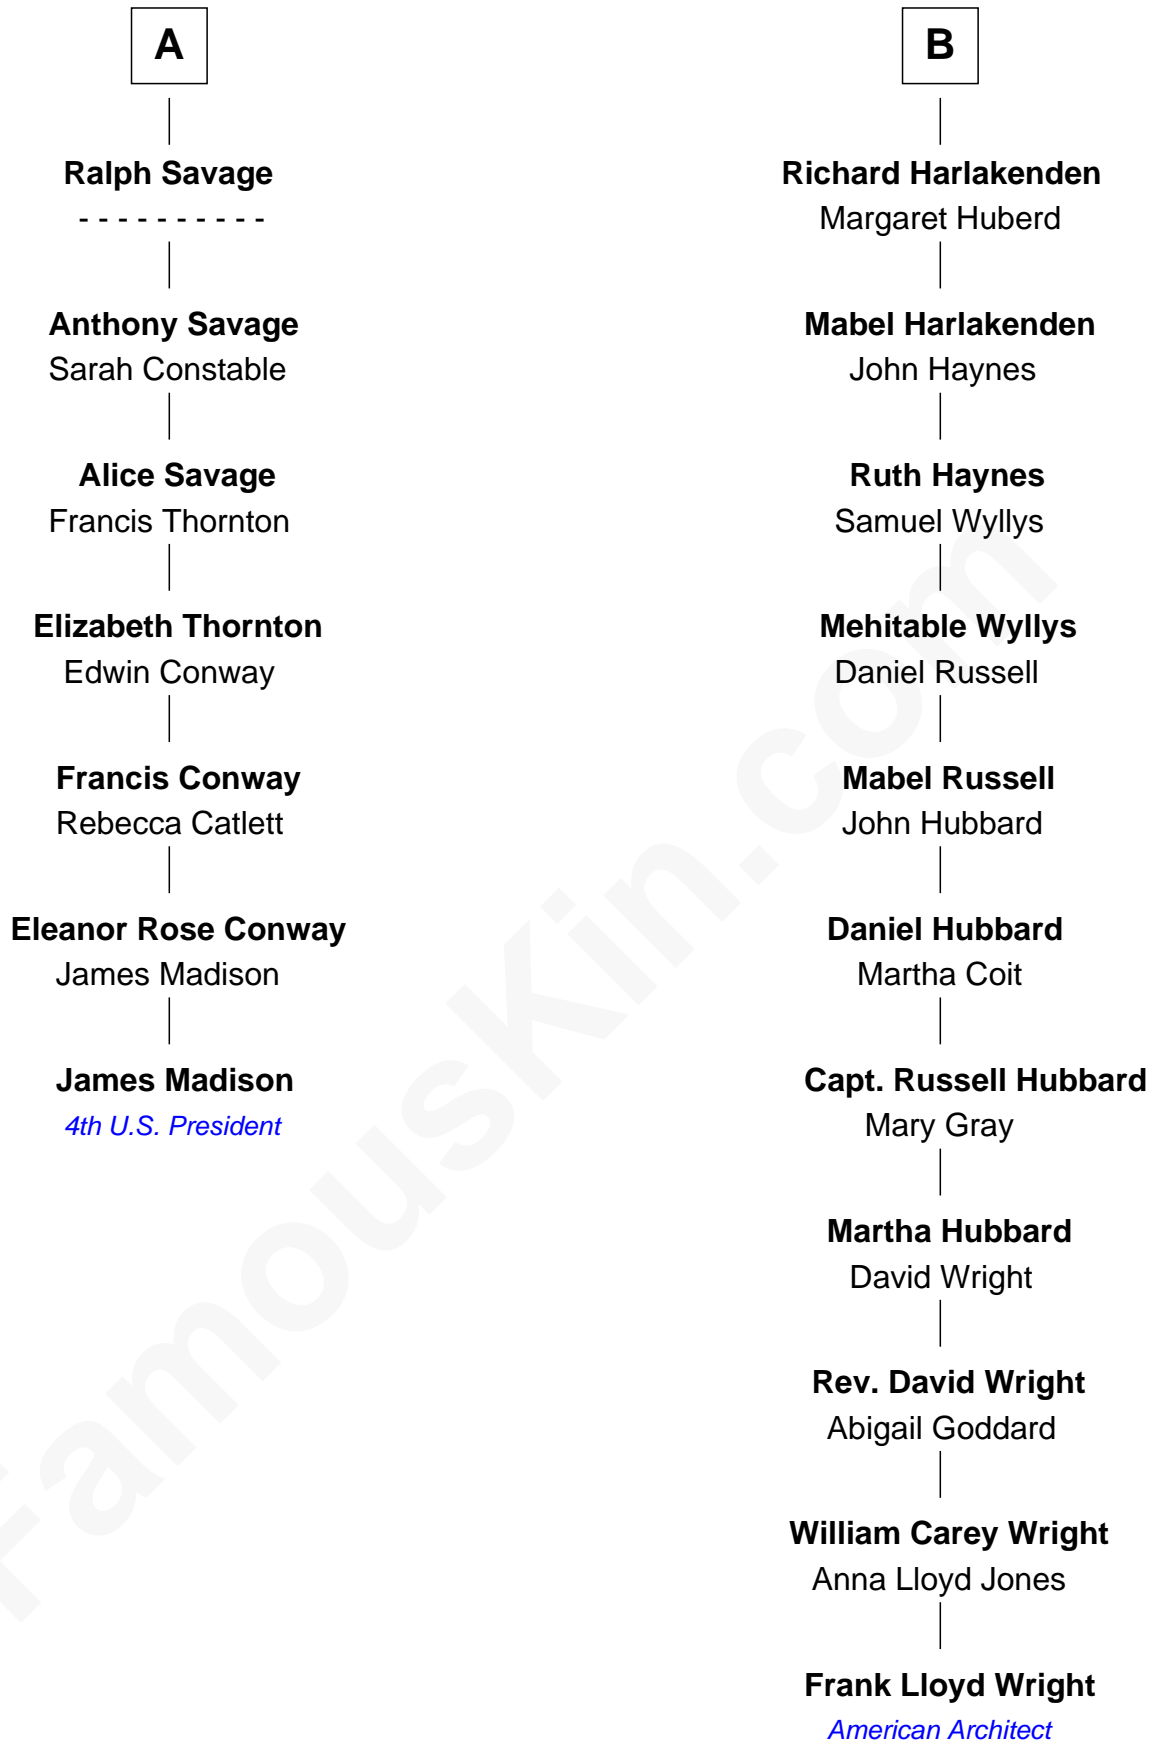 A
Ralph Savage
- - - - - - - - - -
Anthony Savage
Sarah Constable
Alice Savage
Francis Thornton
Elizabeth Thornton
Edwin Conway
Francis Conway
Rebecca Catlett
Eleanor Rose Conway
James Madison
James Madison
4th U.S. President
B
Richard Harlakenden
Margaret Huberd
Mabel Harlakenden
John Haynes
Ruth Haynes
Samuel Wyllys
Mehitable Wyllys
Daniel Russell
Mabel Russell
John Hubbard
Daniel Hubbard
Martha Coit
Capt. Russell Hubbard
Mary Gray
Martha Hubbard
David Wright
Rev. David Wright
Abigail Goddard
William Carey Wright
Anna Lloyd Jones
Frank Lloyd Wright
American Architect
FamousKin.com